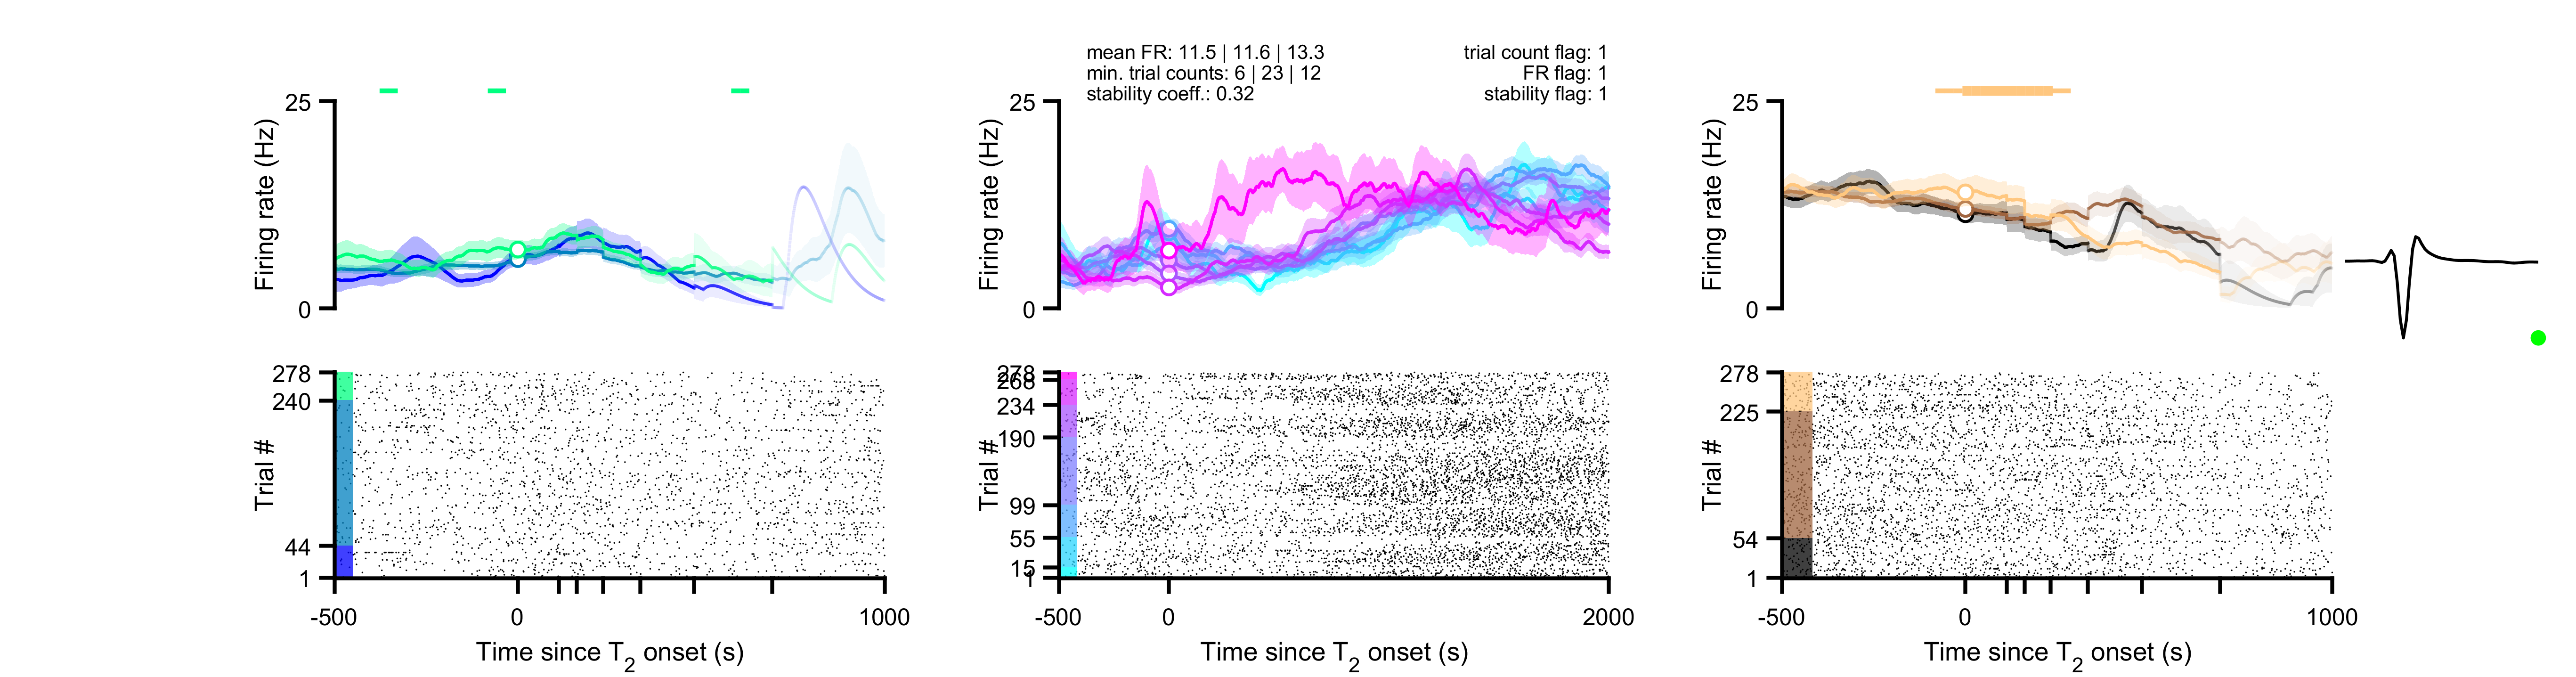 mean FR: 11.5 | 11.6 | 13.3
min. trial counts: 6 | 23 | 12
stability coeff.: 0.32
trial count flag: 1
FR flag: 1
stability flag: 1
25
Firing rate (Hz)
0
25
Firing rate (Hz)
0
25
Firing rate (Hz)
0
278
240
Trial #
44
1
-500
0
1000
Time since T2 onset (s)
278
268
234
190
Trial #
99
55
15
1
-500
0
2000
Time since T2 onset (s)
278
225
Trial #
54
1
-500
0
1000
Time since T2 onset (s)